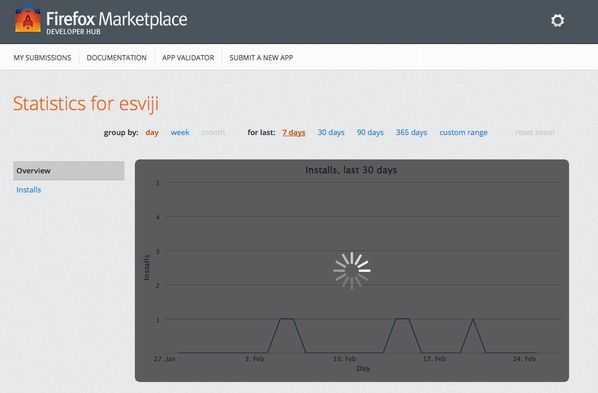 Firefox Marketplace
DEVELOPER HUB
MY SUBMISSIONS DOCUMENTATION APP VALIDATOR SUBMIT A NEW APP
Statistics for esviji
group by: day week month for last: 7 days 30 days 90 days 365 days custom range reset zoom
Overview
Installs
Installs, last 30 days
5
4
3
2
1
Installs
27. Jan 3. Feb 10. Feb 17. Feb 24. Feb
Day